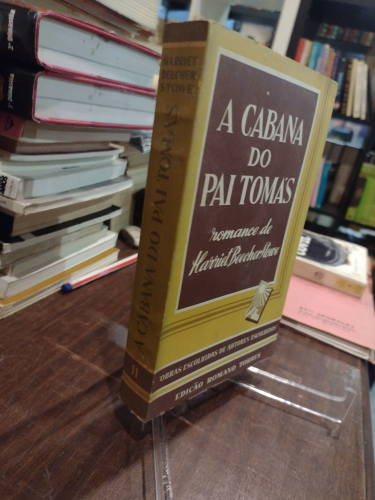 HARRIET
BEECHER
STOWE
A CABANA DO PAI TOMÁS
11
A CABANA
DO
PAI TOMÁS
romance de
Harriet Beecher Stowe
OBRAS ESCOLHIDAS DE AUTORES ESCOLHIDOS
EDIÇÃO ROMANO TORRES